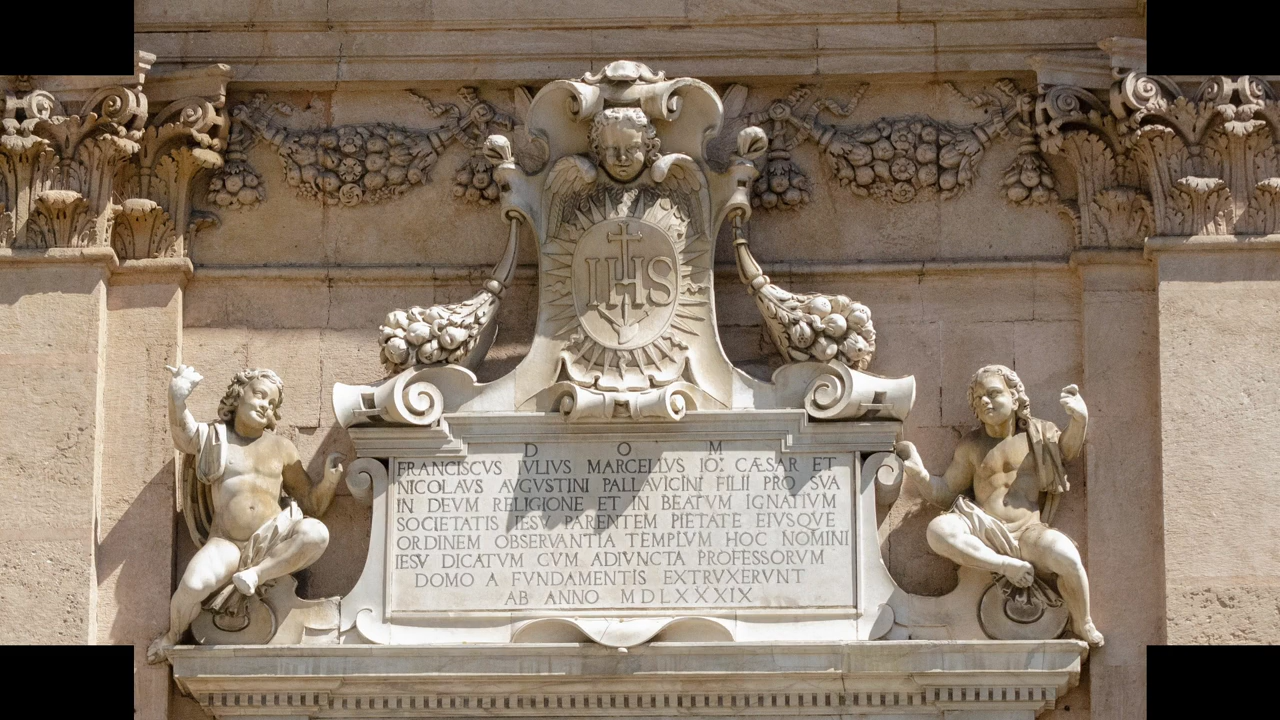 IHS
D O M
FRANCISCVS IVLIVS MARCELLVS IO: CÆSAR ET
NICOLAVS AVGVSTINI PALLAVICINI FILII PRO SVA
IN DEVM RELIGIONE ET IN BEATVM IGNATIVM
SOCIETATIS IESV PARENTEM PIETATE EIVSQVE
ORDINEM OBSERVANTIA TEMPLVM HOC NOMINI
IESV DICATVM CVM ADIVNCTA PROFESSORVM
DOMO A FVNDAMENTIS EXTRVXERVNT
AB ANNO MDLXXXIX